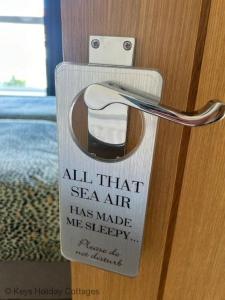 ALL THAT
SEA AIR
HAS MADE
ME SLEEPY...
Please do
not disturb
© Keys Holiday Cottages